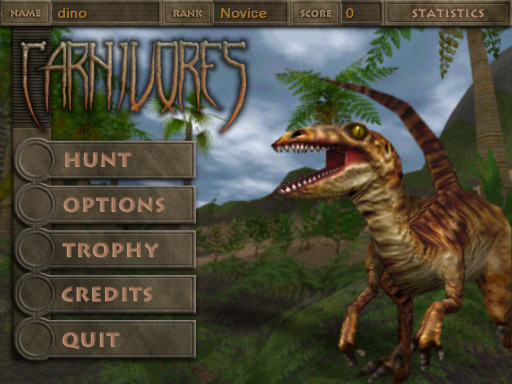 NAME dino RANK Novice SCORE 0 STATISTICS
CARNIVORES
HUNT
OPTIONS
TROPHY
CREDITS
QUIT